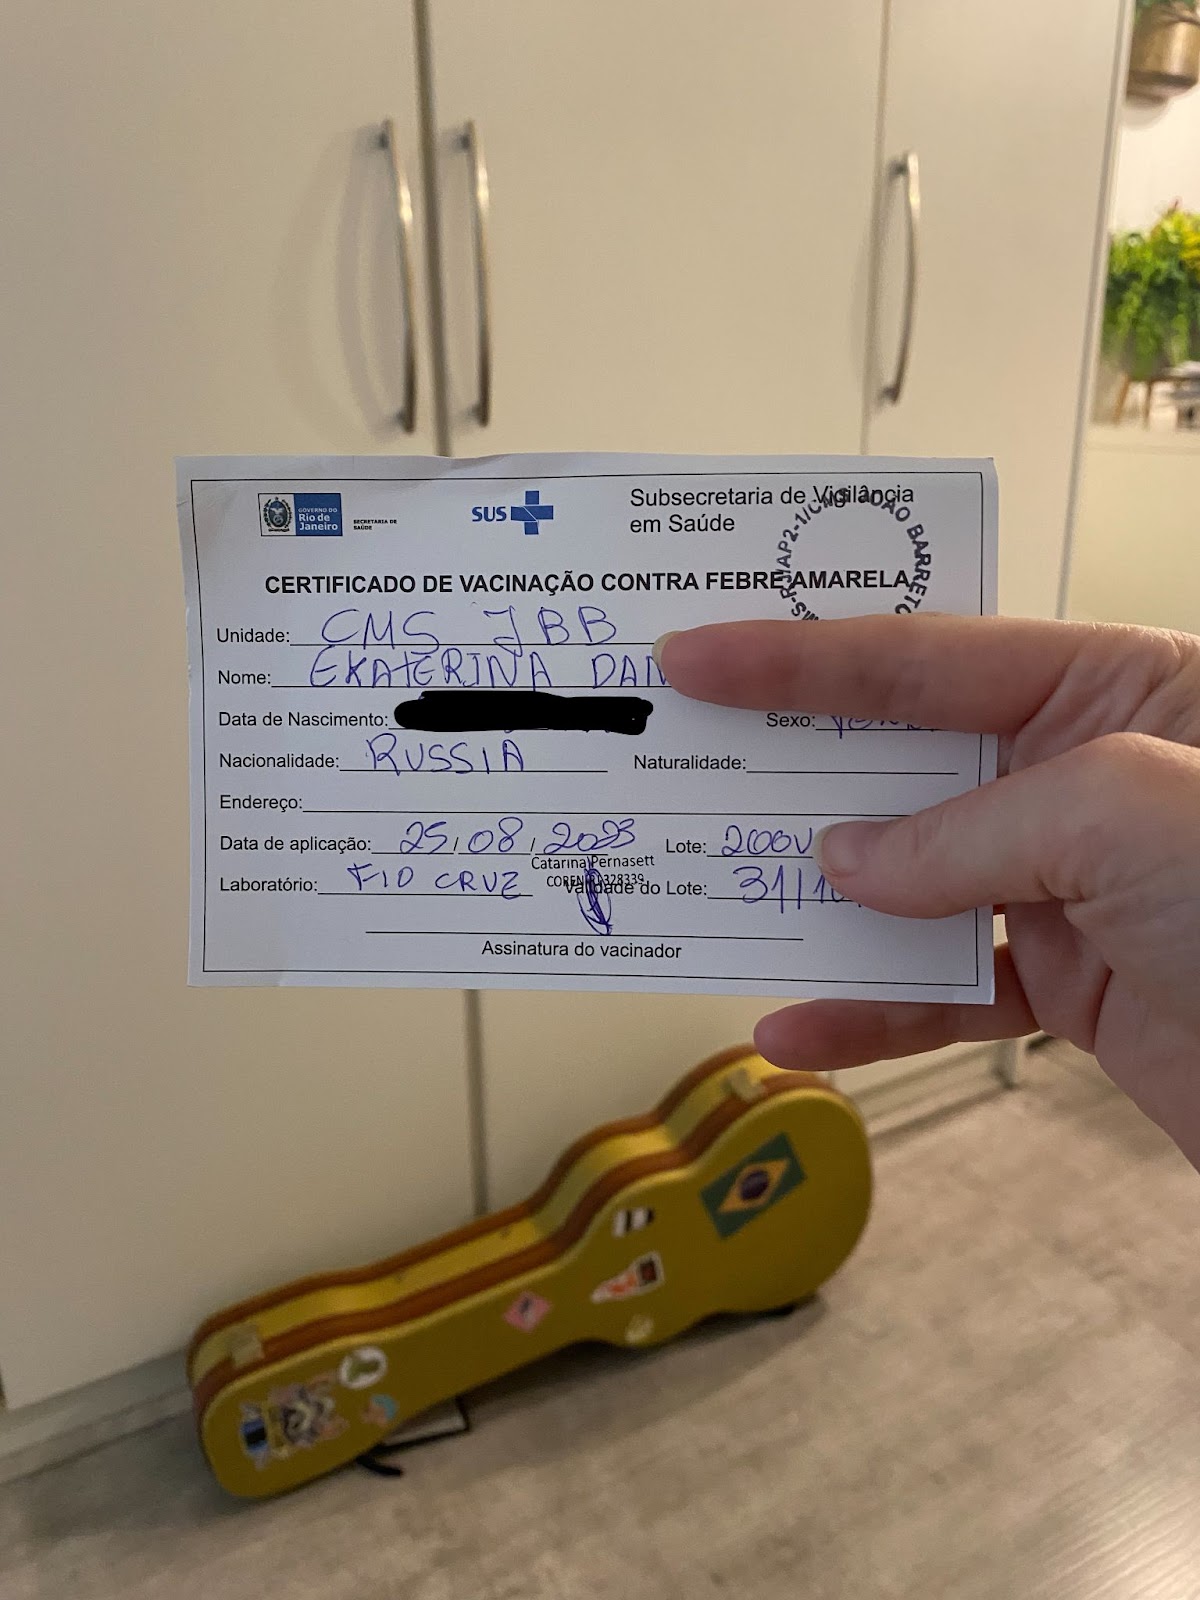 GOVERNO DO
Rio de
Janeiro
SECRETARIA DE
SAÚDE
SUS
Subsecretaria de Vigilância
em Saúde
CERTIFICADO DE VACINAÇÃO CONTRA FEBRE AMARELA
JOÃO BARRETO
Unidade: CMS JBB
Nome: EKATERINA DAN
Data de Nascimento: Sexo:
Nacionalidade: RUSSIA Naturalidade:
Endereço:
Data de aplicação: 25/08/2023 Lote: 200V
Catarina Pernasett
Laboratório: FIO CRUZ Validade do Lote: 31/10
Assinatura do vacinador